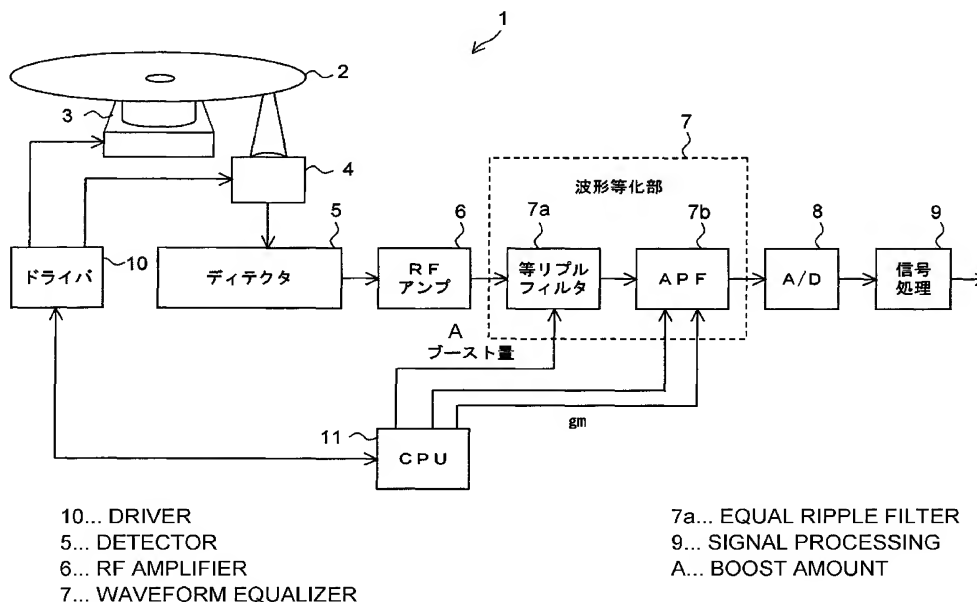 1
2
3
4
7
波形等化部
5
6
7a
7b
8
9
ドライバ
10
ディテクタ
RF
アンプ
等リプル
フィルタ
APF
A/D
信号
処理
A
ブースト量
gm
11
CPU
10... DRIVER
5... DETECTOR
6... RF AMPLIFIER
7... WAVEFORM EQUALIZER
7a... EQUAL RIPPLE FILTER
9... SIGNAL PROCESSING
A... BOOST AMOUNT